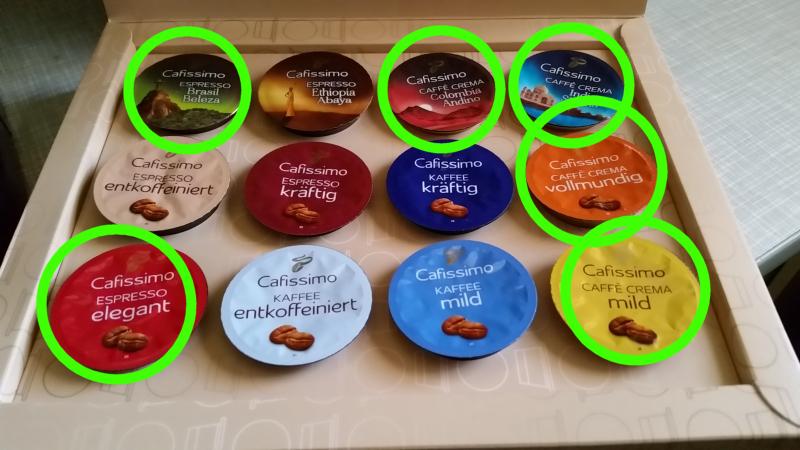 Cafissimo
ESPRESSO
Brasil
Beleza
Cafissimo
ESPRESSO
Ethiopia
Abaya
Cafissimo
CAFFÈ CREMA
Colombia
Andino
Cafissimo
CAFFÈ CREMA
Cafissimo
ESPRESSO
entkoffeiniert
Cafissimo
ESPRESSO
kräftig
Cafissimo
KAFFEE
kräftig
Cafissimo
CAFFÈ CREMA
vollmundig
Cafissimo
ESPRESSO
elegant
Cafissimo
KAFFEE
entkoffeiniert
Cafissimo
KAFFEE
mild
Cafissimo
CAFFÈ CREMA
mild